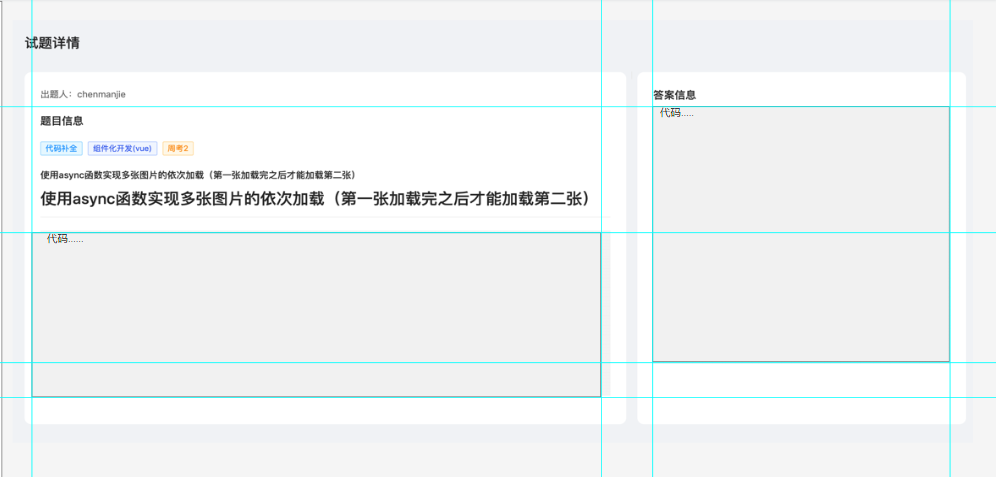 试题详情
出题人：chenmanjie
题目信息
代码补全 组件化开发(vue) 周考2
使用async函数实现多张图片的依次加载（第一张加载完之后才能加载第二张）
使用async函数实现多张图片的依次加载（第一张加载完之后才能加载第二张）
代码......
答案信息
代码.....